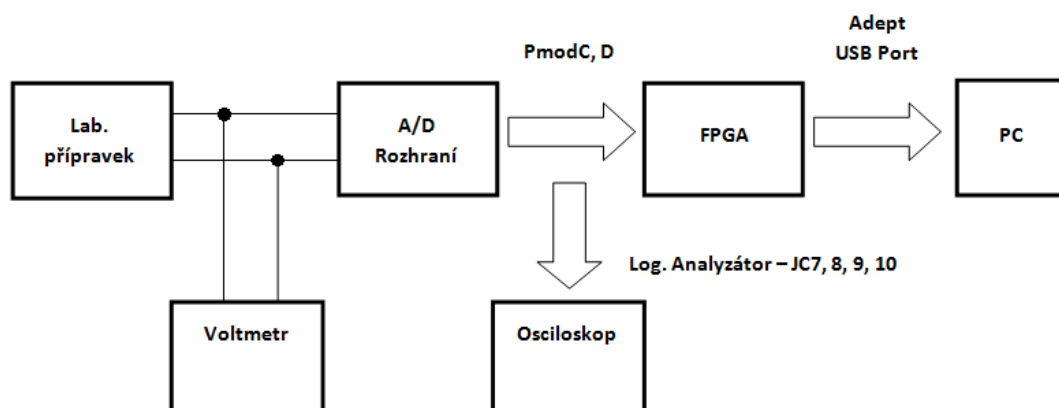 Adept
USB Port
PmodC, D
Lab.
přípravek
A/D
Rozhraní
FPGA
PC
Log. Analyzátor – JC7, 8, 9, 10
Voltmetr
Osciloskop